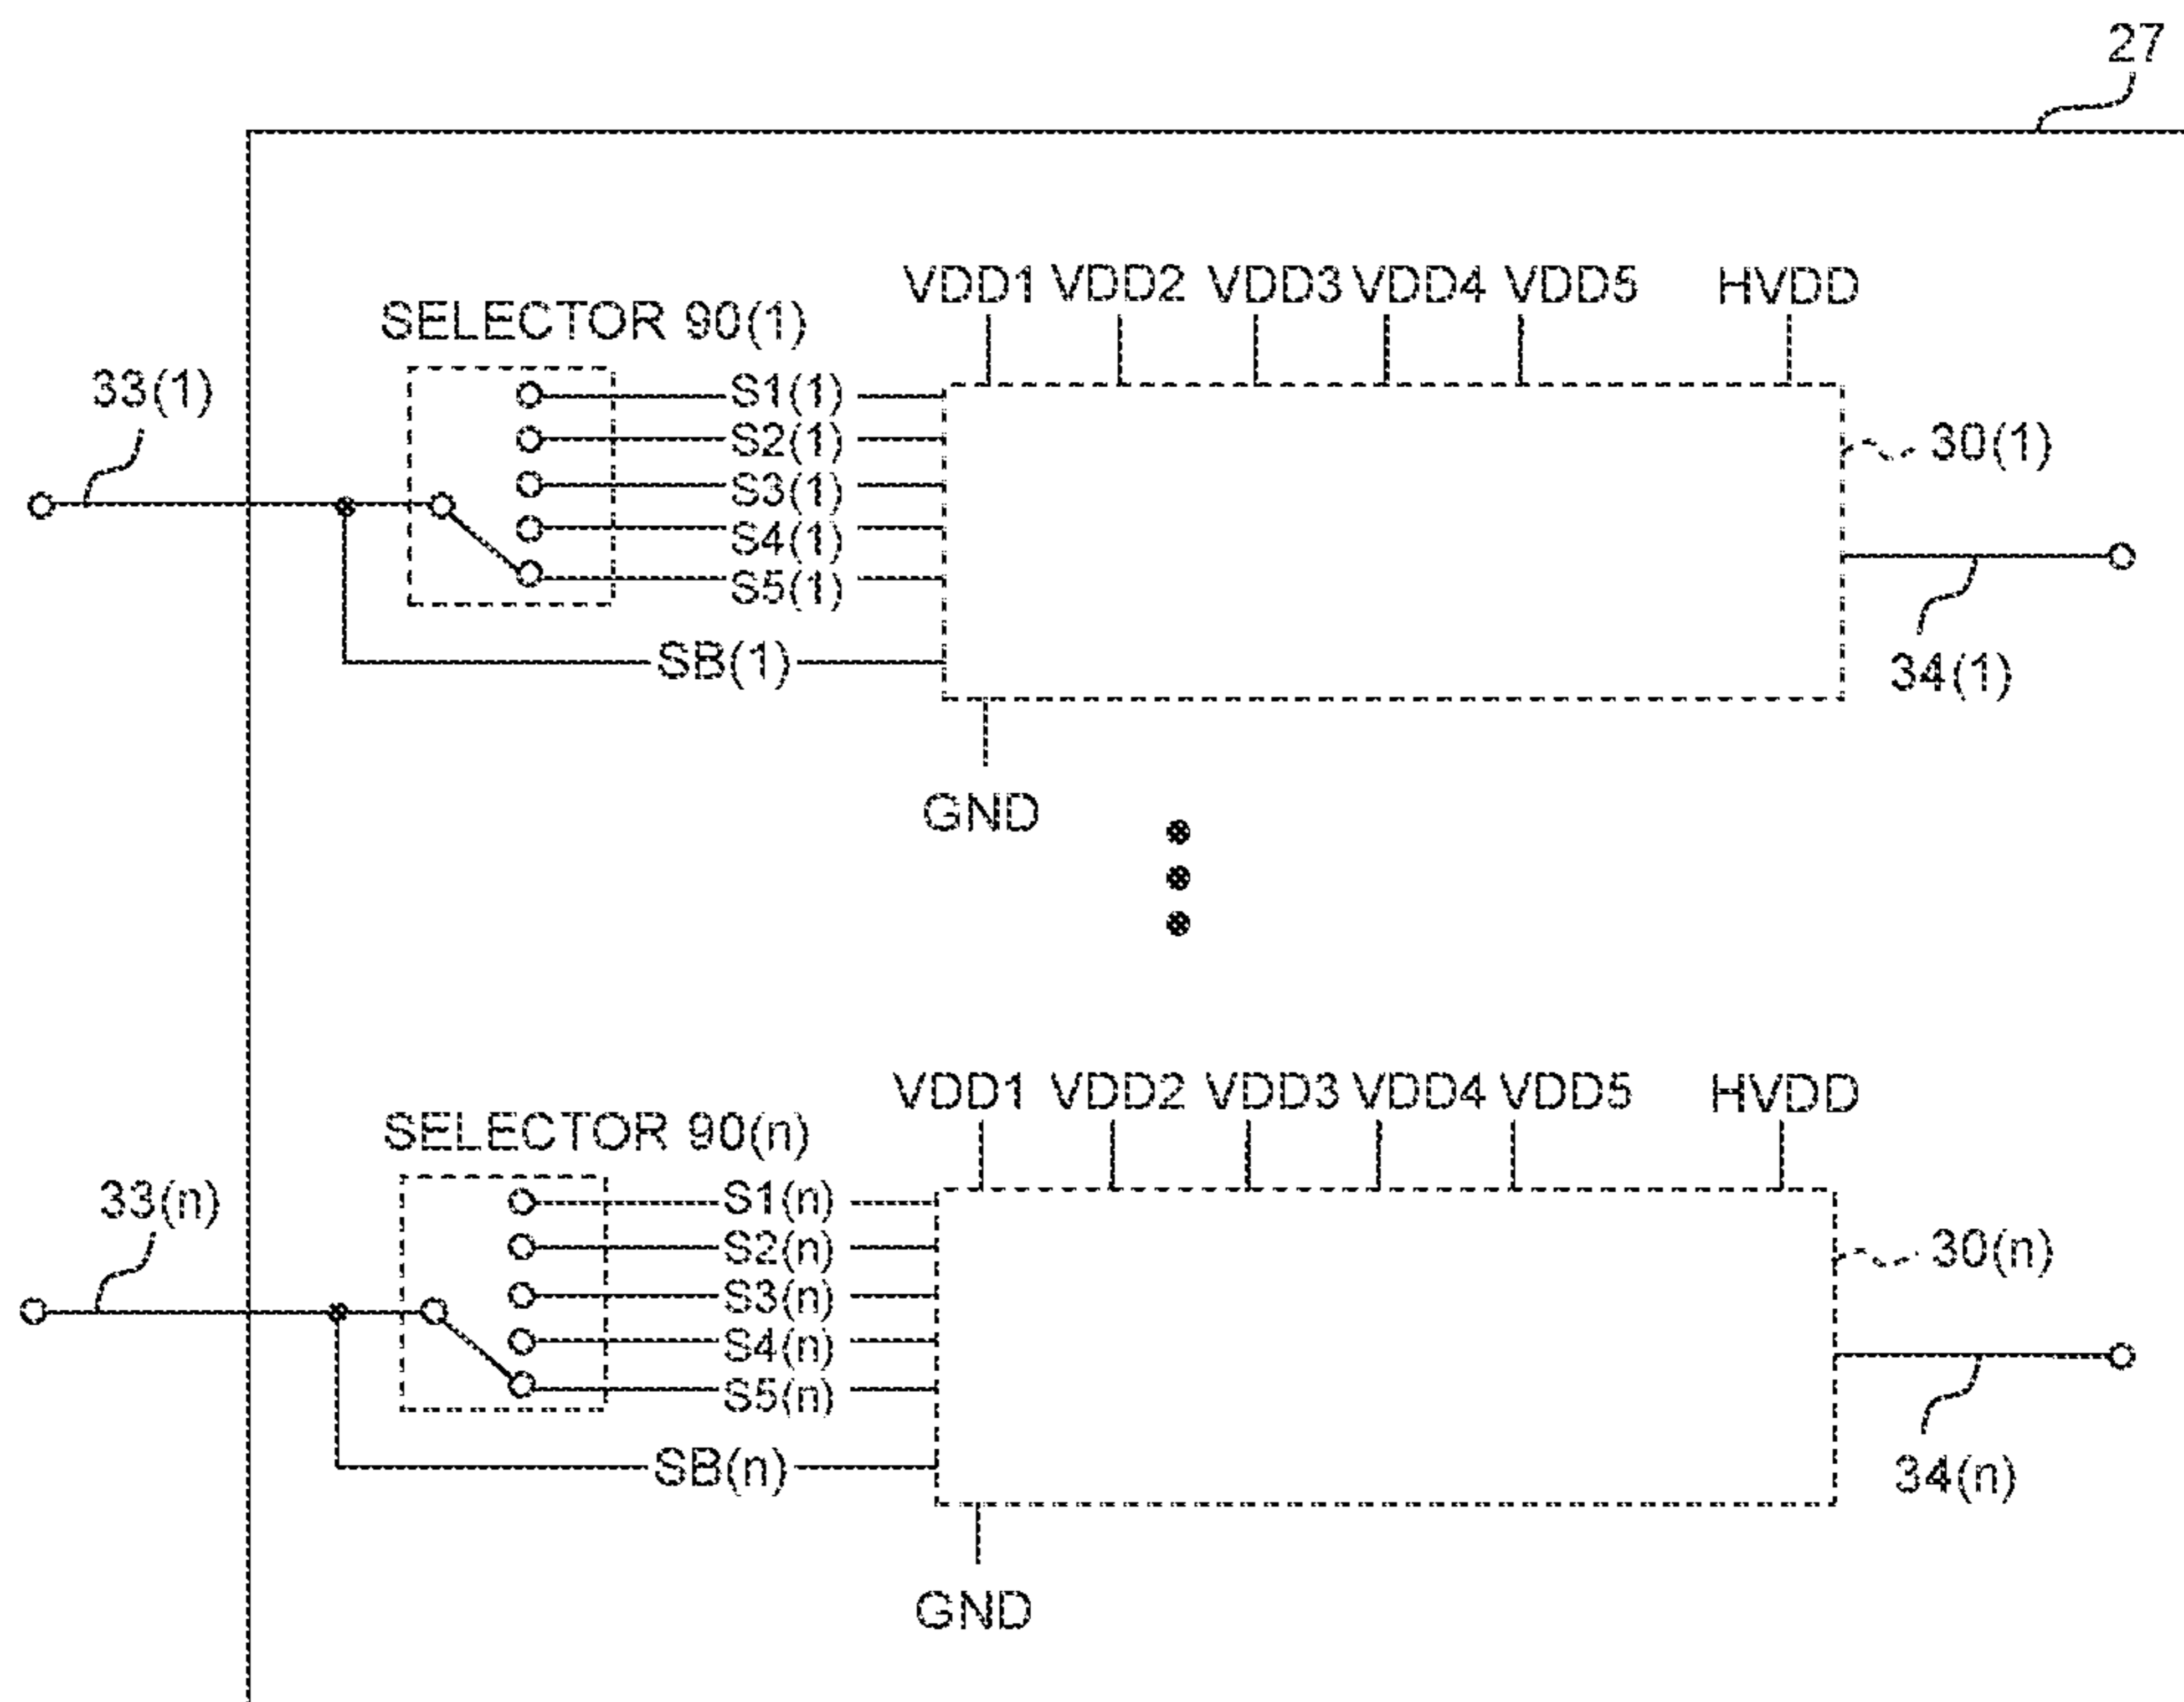 27
VDD1 VDD2 VDD3 VDD4 VDD5 HVDD
SELECTOR 90(1)
33(1)
S1(1)
S2(1)
S3(1)
S4(1)
S5(1)
SB(1)
30(1)
34(1)
GND
VDD1 VDD2 VDD3 VDD4 VDD5 HVDD
SELECTOR 90(n)
33(n)
S1(n)
S2(n)
S3(n)
S4(n)
S5(n)
SB(n)
30(n)
34(n)
GND